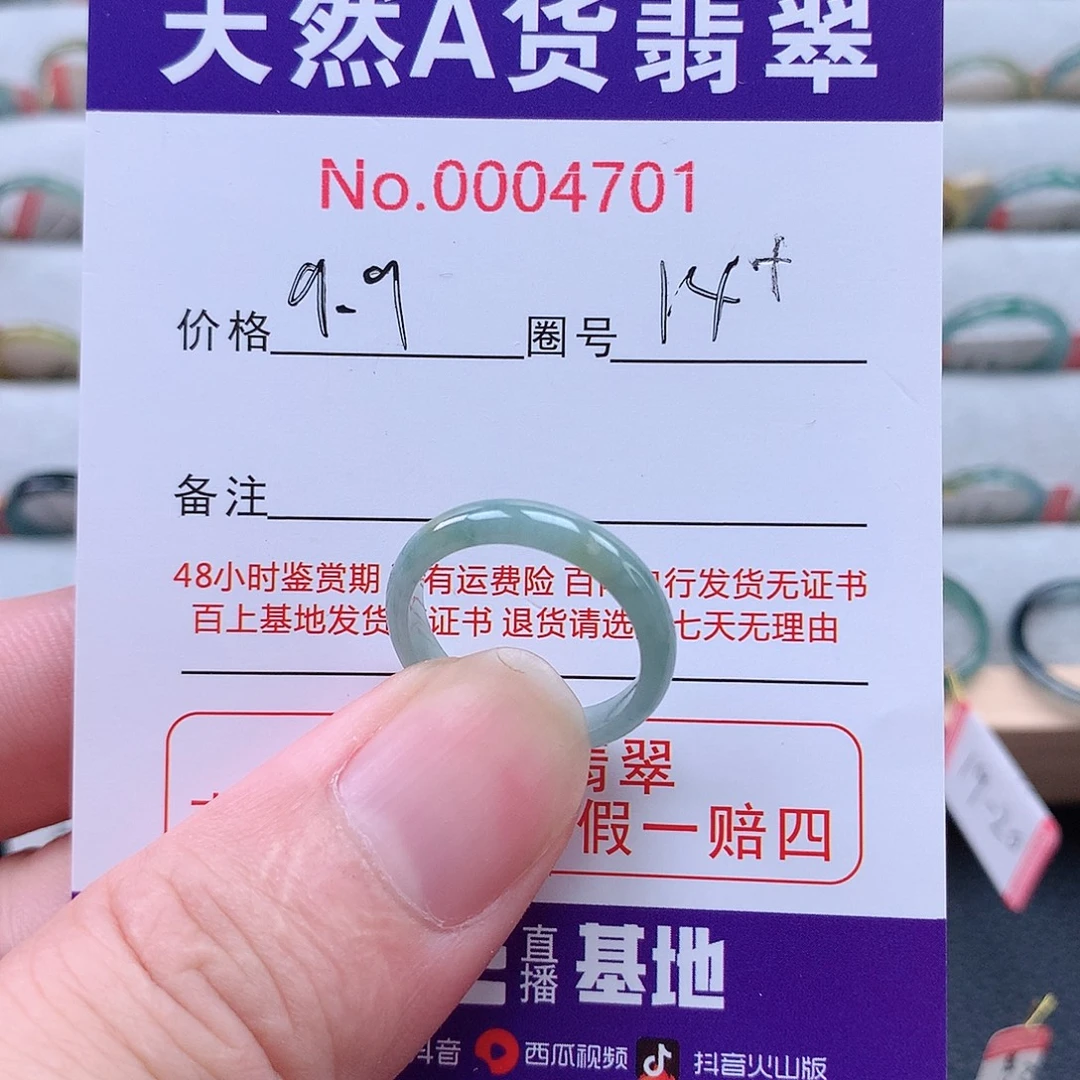 天然A货翡翠
No.0004701
价格 9.9 圈号 14+
备注
48小时鉴赏期 有运费险 百 行发货无证书
百上基地发货 证书 退货请选 七天无理由
翠
假一赔四
直播 基地
抖音 西瓜视频 抖音火山版
19-20